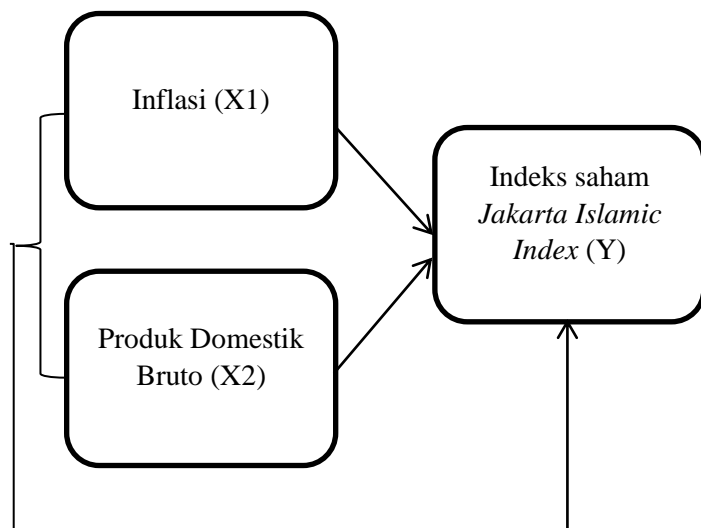 Inflasi (X1)
Indeks saham
Jakarta Islamic
Index (Y)
Produk Domestik
Bruto (X2)